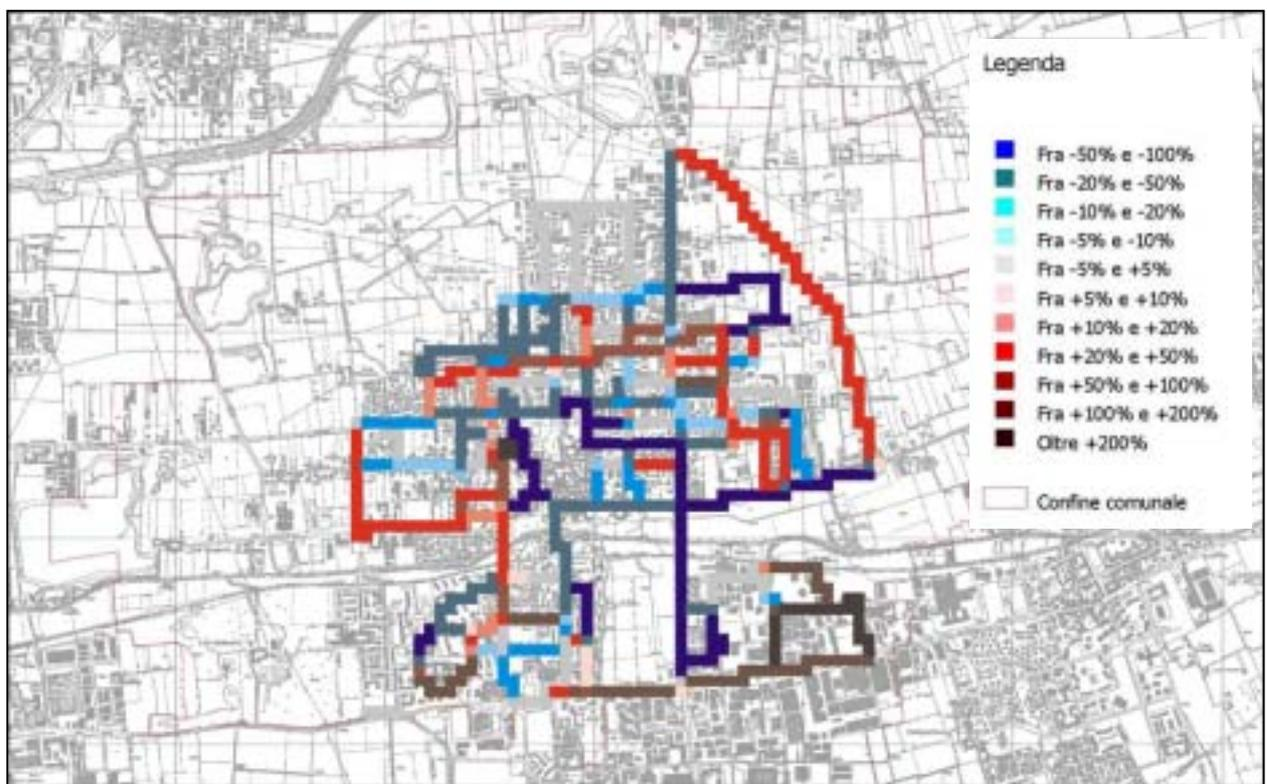 Legenda
Fra -50% e -100%
Fra -20% e -50%
Fra -10% e -20%
Fra -5% e -10%
Fra -5% e +5%
Fra +5% e +10%
Fra +10% e +20%
Fra +20% e +50%
Fra +50% e +100%
Fra +100% e +200%
Oltre +200%
Confine comunale